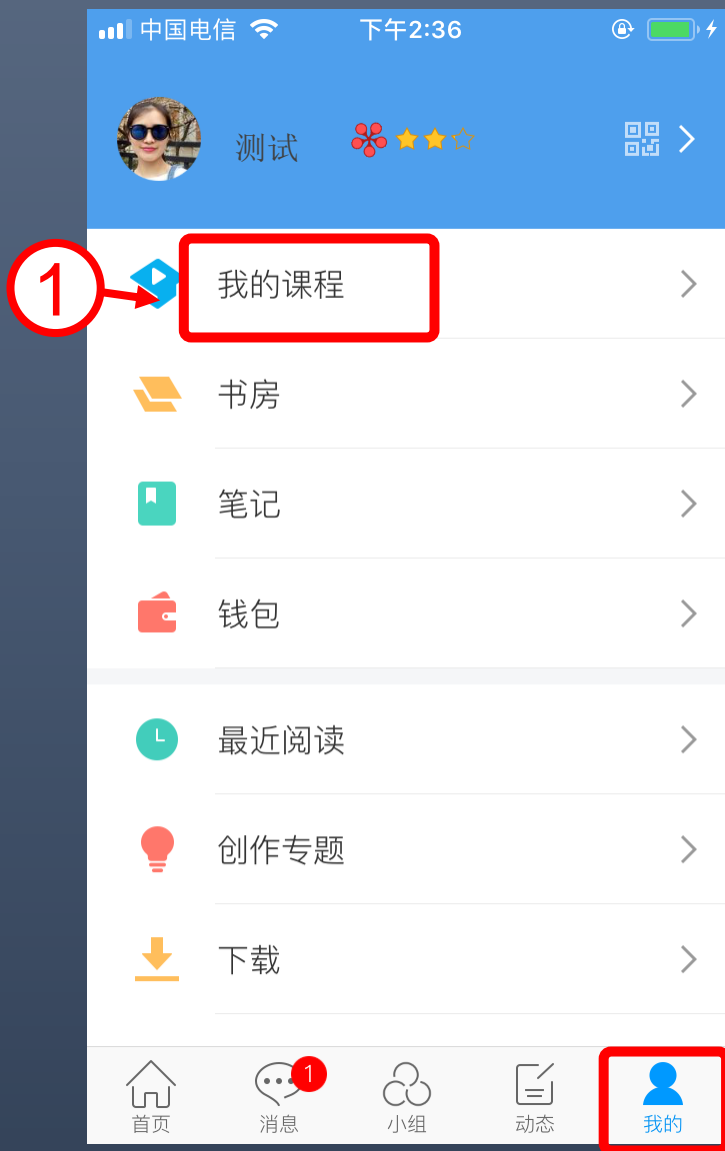 中国电信 下午2:36
测试
1
我的课程
书房
笔记
钱包
最近阅读
创作专题
下载
1
首页 消息 小组 动态 我的